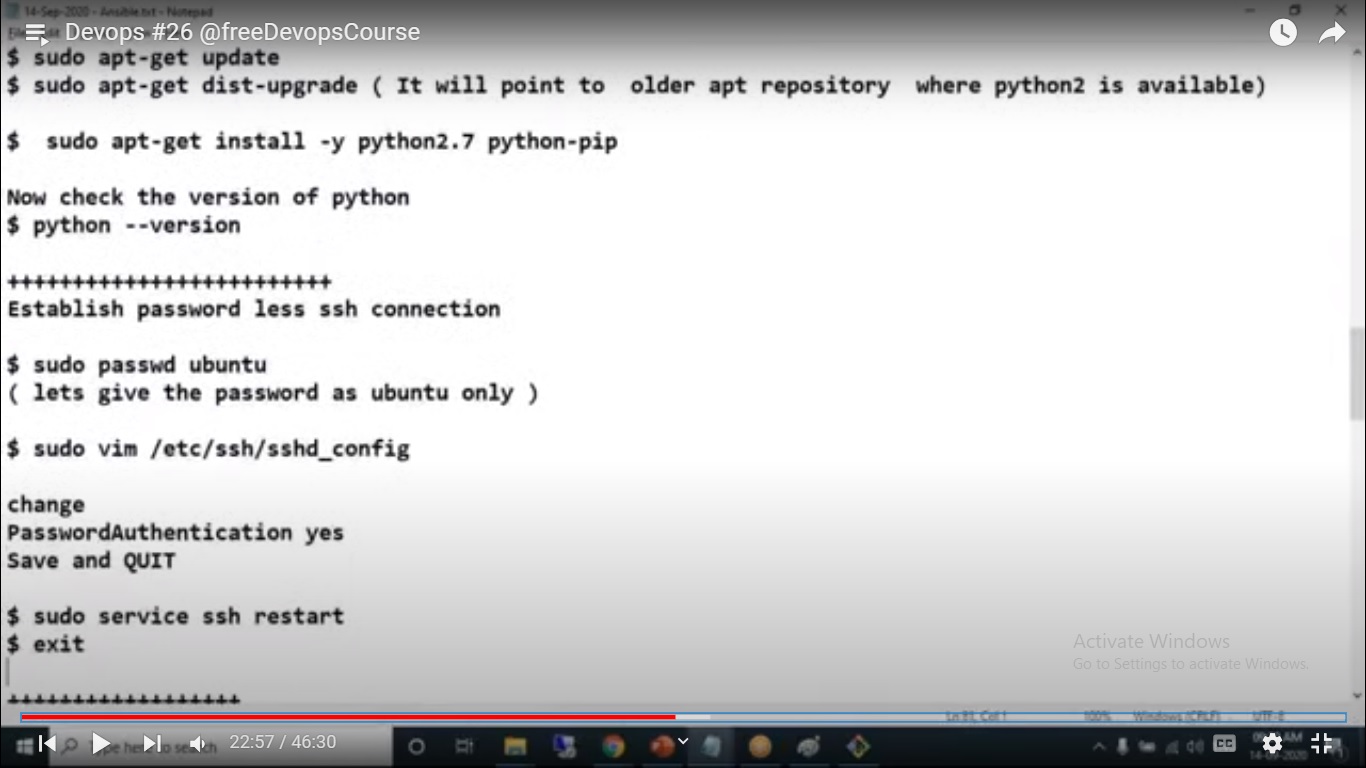 14-Sep-2020 - Ansible.txt - Notepad
Devops #26 @freeDevopsCourse
$ sudo apt-get update
$ sudo apt-get dist-upgrade ( It will point to  older apt repository  where python2 is available)
$  sudo apt-get install -y python2.7 python-pip
Now check the version of python
$ python --version
+++++++++++++++++++++++++
Establish password less ssh connection
$ sudo passwd ubuntu
( lets give the password as ubuntu only )
$ sudo vim /etc/ssh/sshd_config
change
PasswordAuthentication yes
Save and QUIT
$ sudo service ssh restart
$ exit
Activate Windows
Go to Settings to activate Windows.
++++++++++++++++++
Ln 81, Col 1 100% Windows (CRLF) UTF-8
22:57 / 46:30
CC
14-09-2020